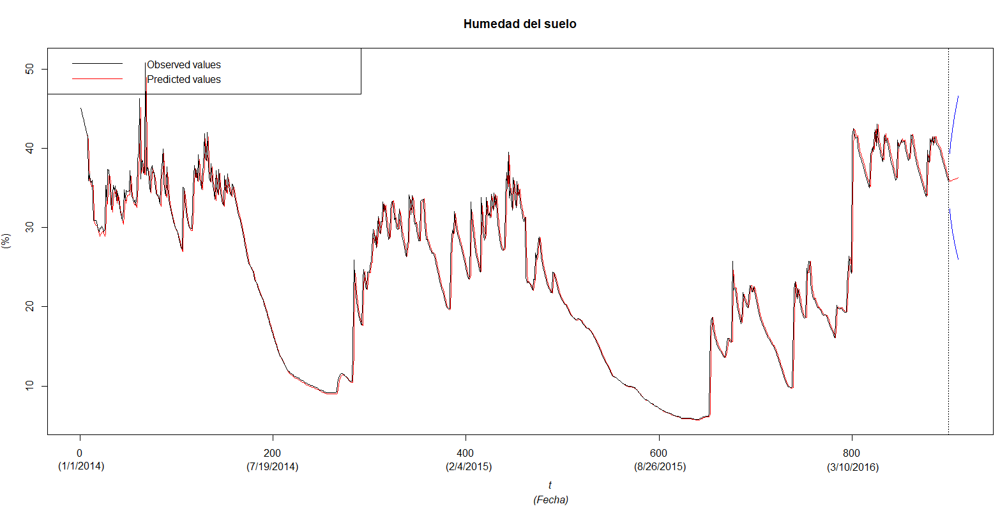 Humedad del suelo
Observed values
Predicted values
50
40
30
20
10
(%)
0 200 400 600 800
(1/1/2014) (7/19/2014) (2/4/2015) (8/26/2015) (3/10/2016)
t
(Fecha)